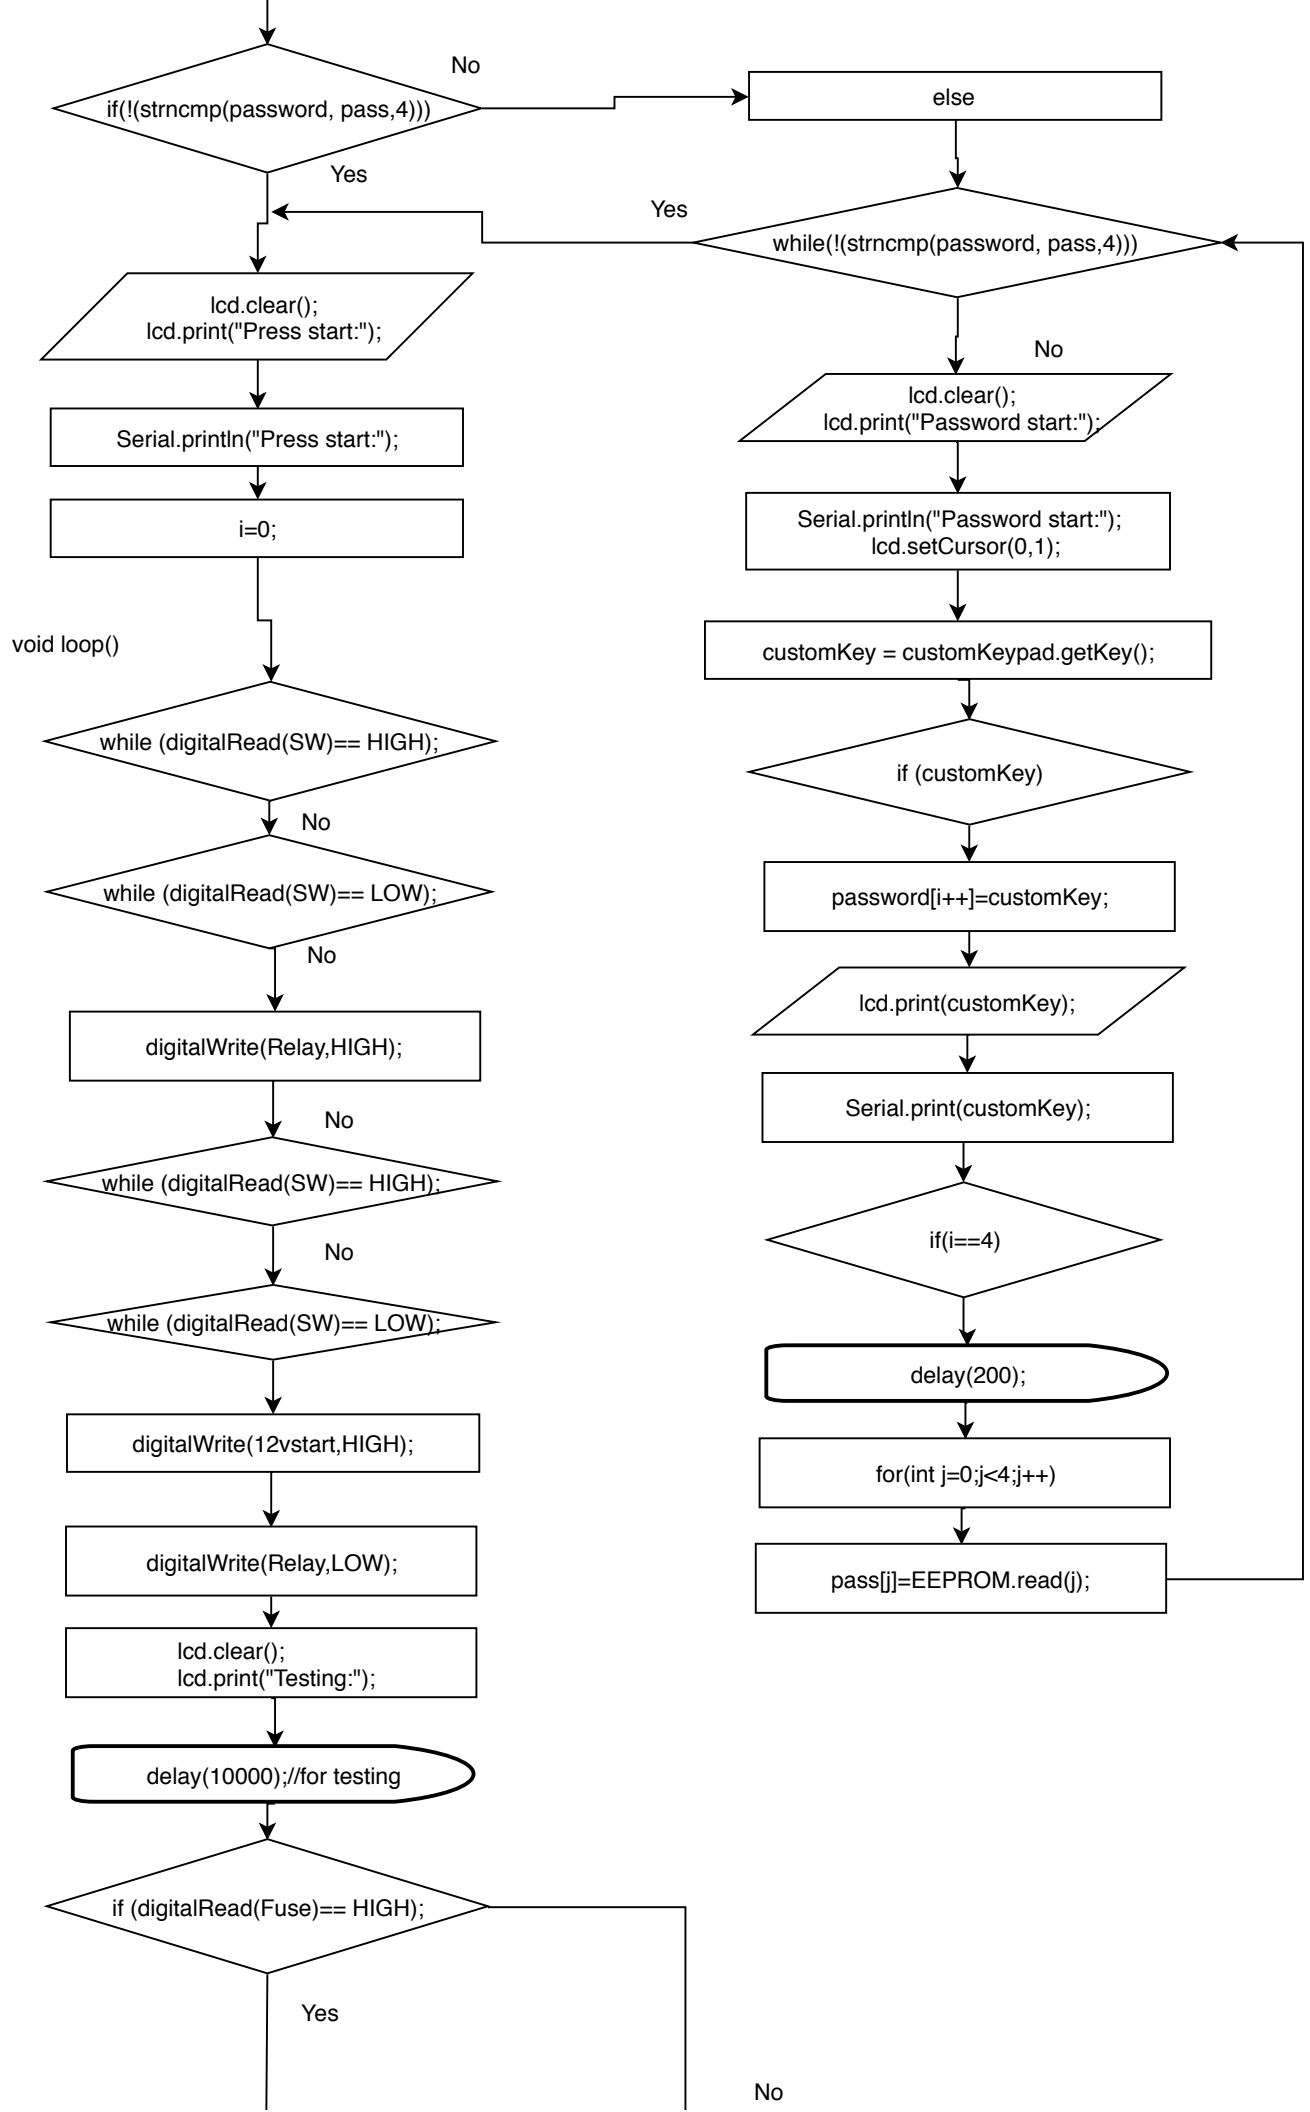 No
if(!(strncmp(password, pass,4)))
else
Yes
Yes
while(!(strncmp(password, pass,4)))
lcd.clear();
lcd.print("Press start:");
No
lcd.clear();
lcd.print("Password start:");
Serial.println("Press start:");
i=0;
Serial.println("Password start:");
lcd.setCursor(0,1);
void loop()
customKey = customKeypad.getKey();
while (digitalRead(SW)== HIGH);
if (customKey)
No
while (digitalRead(SW)== LOW);
password[i++]=customKey;
No
lcd.print(customKey);
digitalWrite(Relay,HIGH);
Serial.print(customKey);
No
while (digitalRead(SW)== HIGH);
if(i==4)
No
while (digitalRead(SW)== LOW);
delay(200);
digitalWrite(12vstart,HIGH);
for(int j=0;j<4;j++)
digitalWrite(Relay,LOW);
pass[j]=EEPROM.read(j);
lcd.clear();
lcd.print("Testing:");
delay(10000);//for testing
if (digitalRead(Fuse)== HIGH);
Yes
No